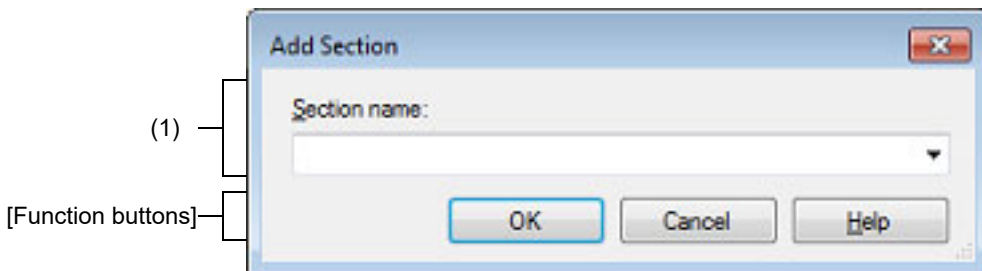 Add Section
(1)
Section name:
[Function buttons]
OK Cancel Help